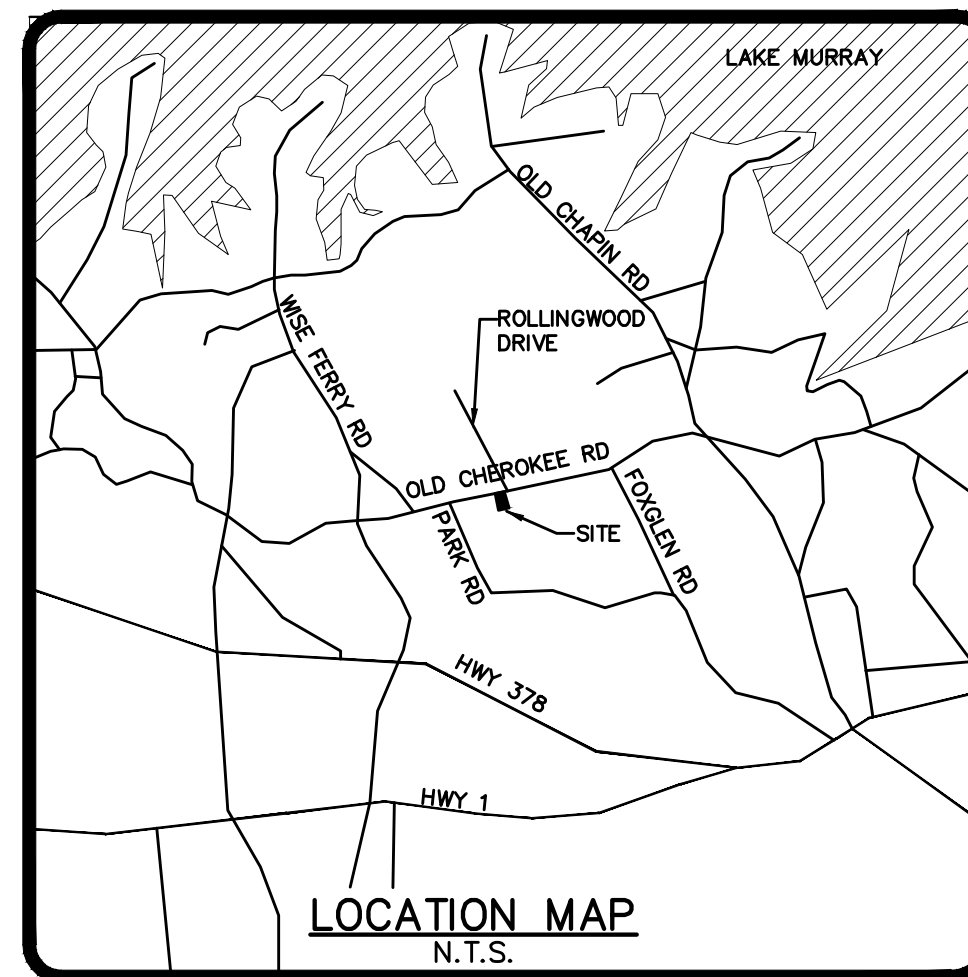 LAKE MURRAY
OLD CHAPIN RD
WISE FERRY RD
ROLLINGWOOD
DRIVE
OLD CHEROKEE RD
FOXGLEN RD
PARK RD
SITE
HWY 378
HWY 1
LOCATION MAP
N.T.S.